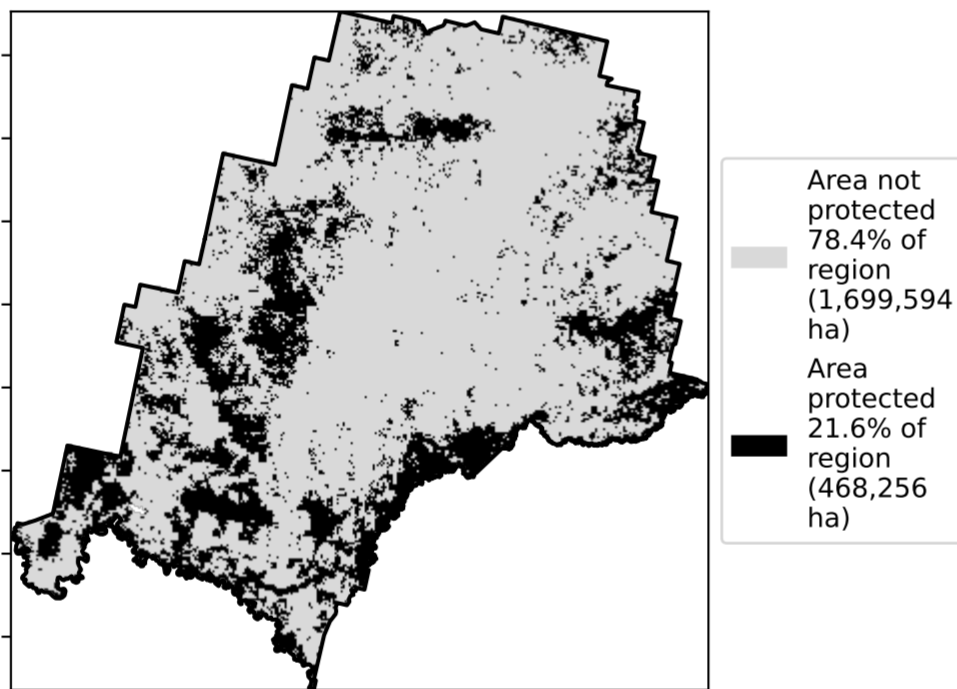 Area not
protected
78.4% of
region
(1,699,594
ha)
Area
protected
21.6% of
region
(468,256
ha)